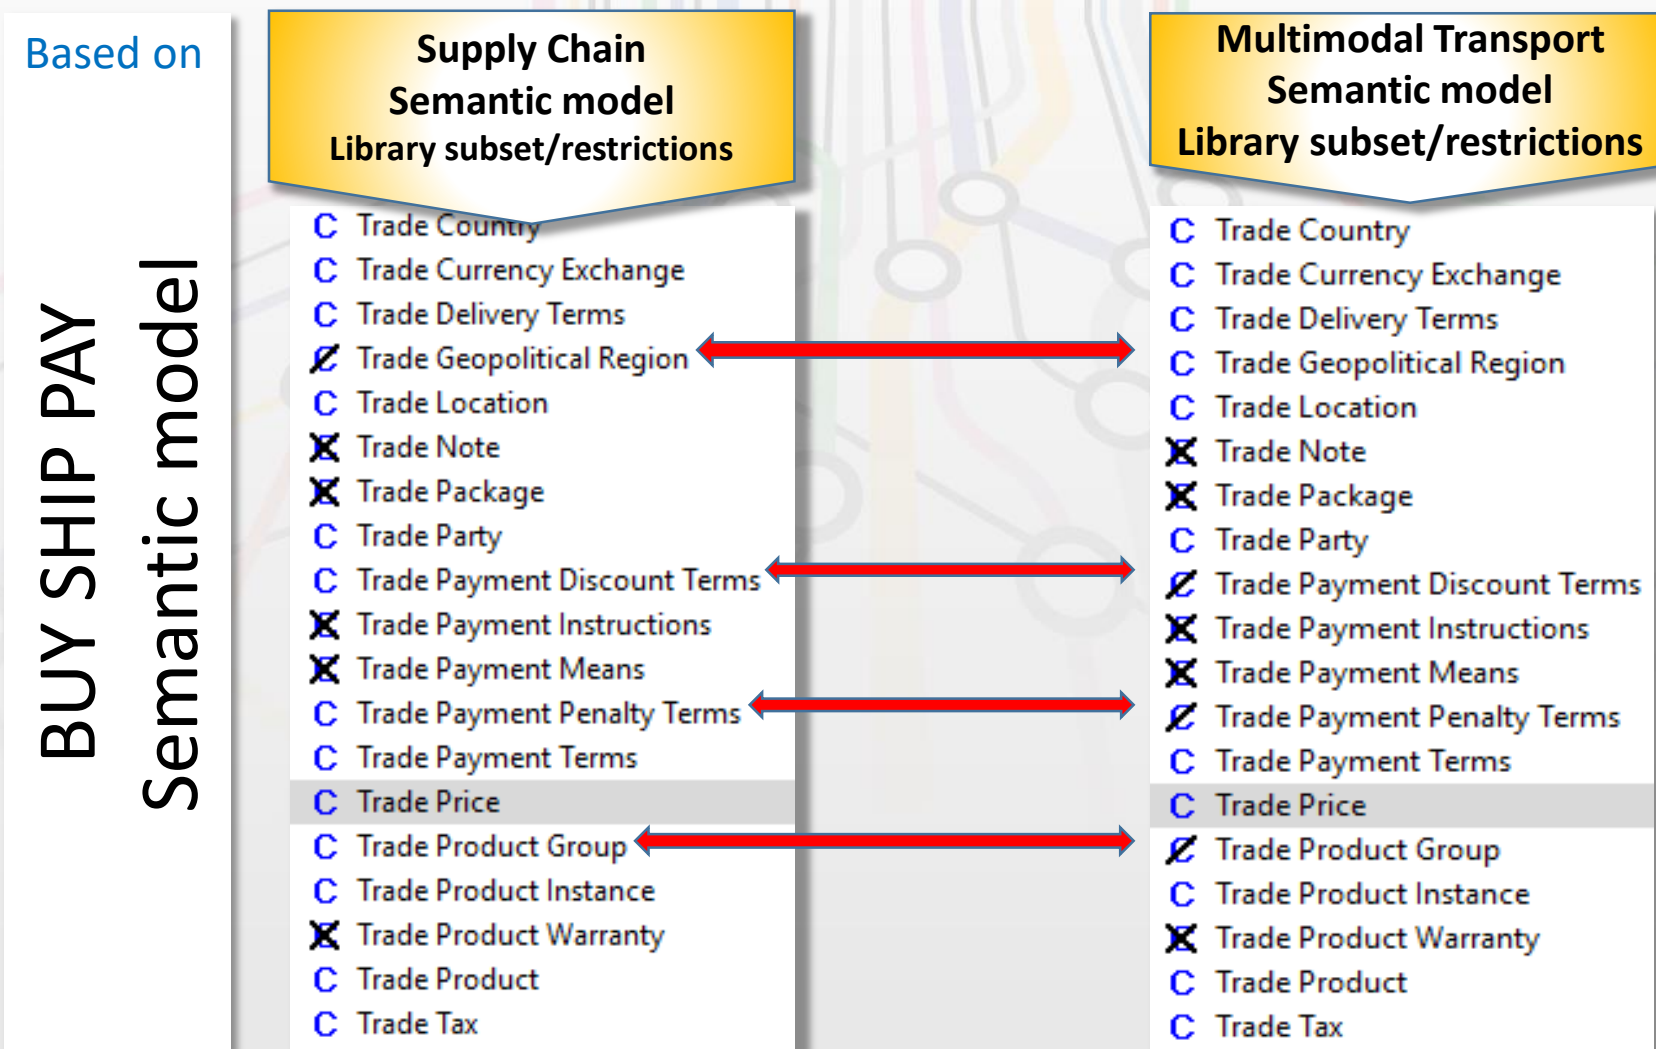 Based on
BUY SHIP PAY
Semantic model
Supply Chain
Semantic model
Library subset/restrictions
C Trade Country
C Trade Currency Exchange
C Trade Delivery Terms
C Trade Geopolitical Region
C Trade Location
C Trade Note
C Trade Package
C Trade Party
C Trade Payment Discount Terms
C Trade Payment Instructions
C Trade Payment Means
C Trade Payment Penalty Terms
C Trade Payment Terms
C Trade Price
C Trade Product Group
C Trade Product Instance
C Trade Product Warranty
C Trade Product
C Trade Tax
Multimodal Transport
Semantic model
Library subset/restrictions
C Trade Country
C Trade Currency Exchange
C Trade Delivery Terms
C Trade Geopolitical Region
C Trade Location
C Trade Note
C Trade Package
C Trade Party
C Trade Payment Discount Terms
C Trade Payment Instructions
C Trade Payment Means
C Trade Payment Penalty Terms
C Trade Payment Terms
C Trade Price
C Trade Product Group
C Trade Product Instance
C Trade Product Warranty
C Trade Product
C Trade Tax